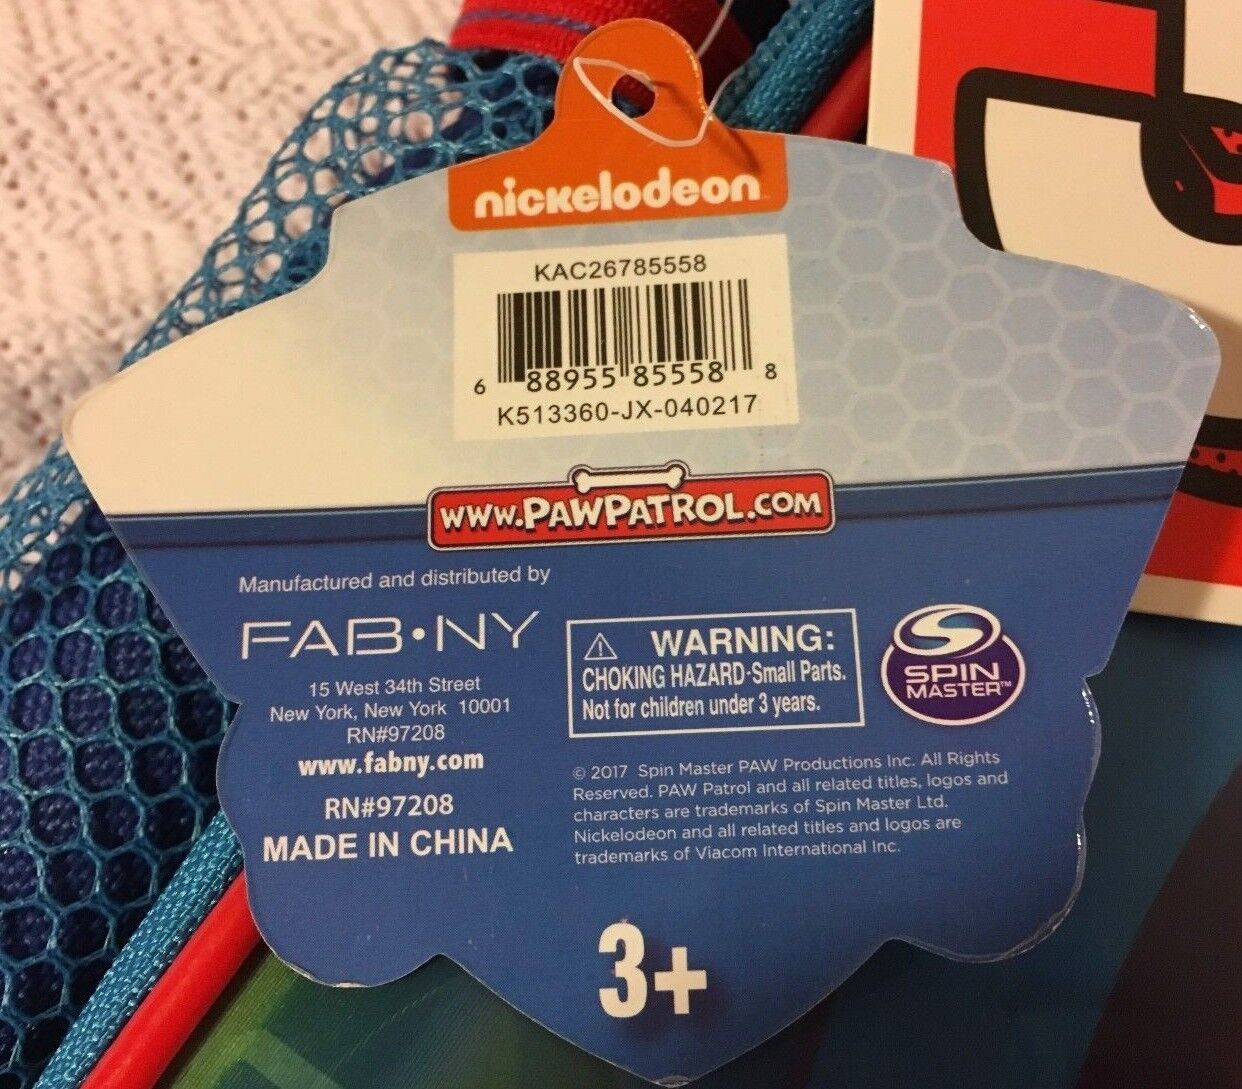 nickelodeon
KAC26785558
6 88955 85558 8
K513360-JX-040217
WWW.PAWPATROL.COM
Manufactured and distributed by
FAB•NY
15 West 34th Street
New York, New York 10001
RN#97208
www.fabny.com
RN#97208
MADE IN CHINA
⚠ WARNING:
CHOKING HAZARD-Small Parts.
Not for children under 3 years.
SPIN
MASTER™
© 2017 Spin Master PAW Productions Inc. All Rights
Reserved. PAW Patrol and all related titles, logos and
characters are trademarks of Spin Master Ltd.
Nickelodeon and all related titles and logos are
trademarks of Viacom International Inc.
3+